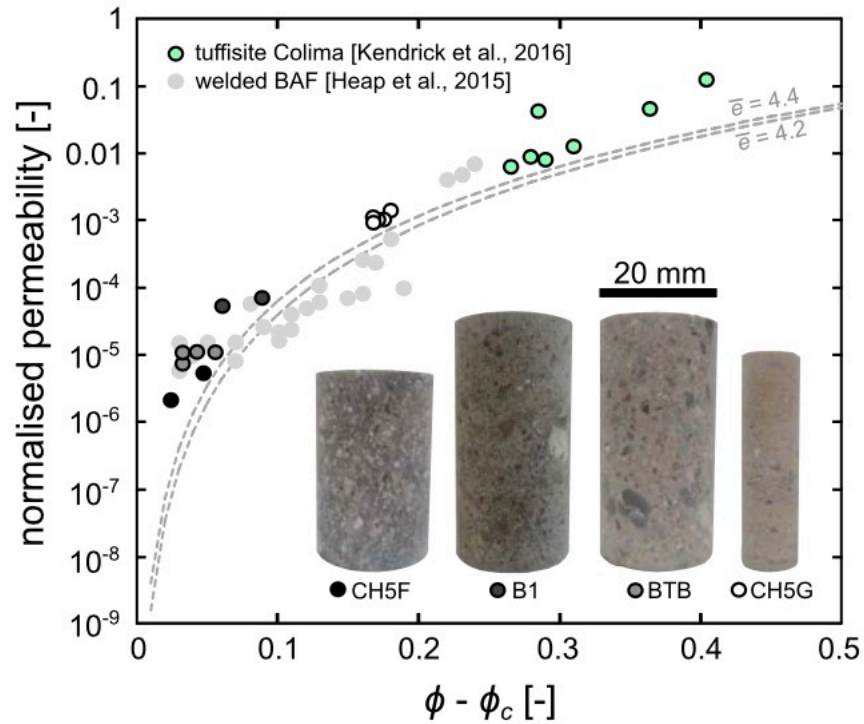 1
tuffisite Colima [Kendrick et al., 2016]
welded BAF [Heap et al., 2015]
0.1
e̅ = 4.4
e̅ = 4.2
0.01
10⁻³
10⁻⁴
20 mm
10⁻⁵
10⁻⁶
10⁻⁷
10⁻⁸
CH5F B1 BTB CH5G
10⁻⁹
0 0.1 0.2 0.3 0.4 0.5
normalised permeability [-]
ϕ - ϕc [-]